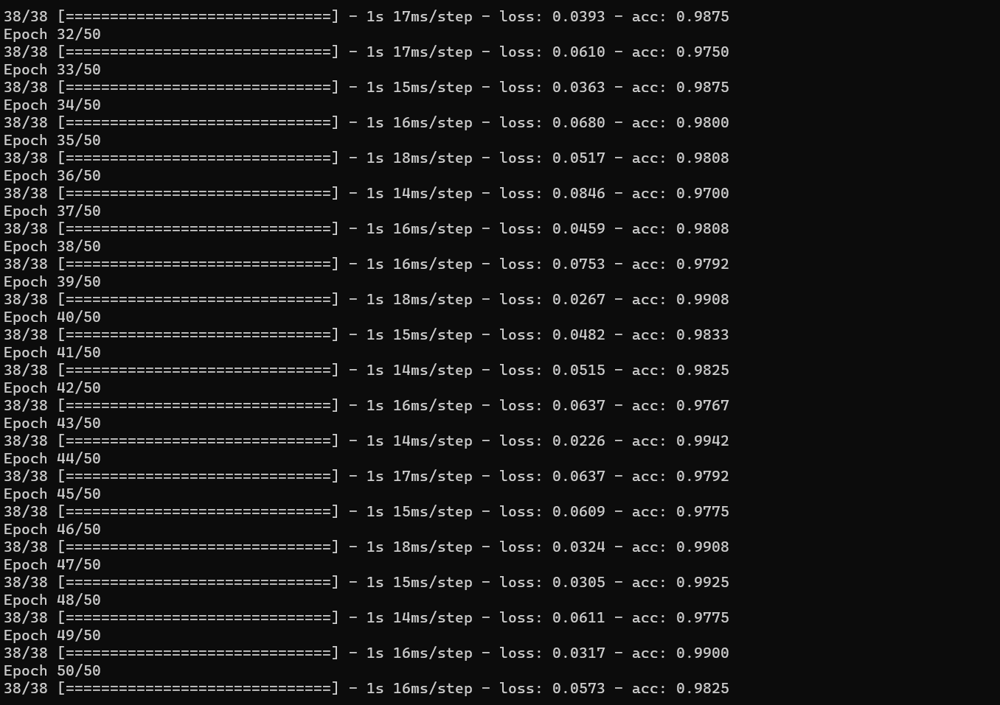 38/38 [==============================] - 1s 17ms/step - loss: 0.0393 - acc: 0.9875
Epoch 32/50
38/38 [==============================] - 1s 17ms/step - loss: 0.0610 - acc: 0.9750
Epoch 33/50
38/38 [==============================] - 1s 15ms/step - loss: 0.0363 - acc: 0.9875
Epoch 34/50
38/38 [==============================] - 1s 16ms/step - loss: 0.0680 - acc: 0.9800
Epoch 35/50
38/38 [==============================] - 1s 18ms/step - loss: 0.0517 - acc: 0.9808
Epoch 36/50
38/38 [==============================] - 1s 14ms/step - loss: 0.0846 - acc: 0.9700
Epoch 37/50
38/38 [==============================] - 1s 16ms/step - loss: 0.0459 - acc: 0.9808
Epoch 38/50
38/38 [==============================] - 1s 16ms/step - loss: 0.0753 - acc: 0.9792
Epoch 39/50
38/38 [==============================] - 1s 18ms/step - loss: 0.0267 - acc: 0.9908
Epoch 40/50
38/38 [==============================] - 1s 15ms/step - loss: 0.0482 - acc: 0.9833
Epoch 41/50
38/38 [==============================] - 1s 14ms/step - loss: 0.0515 - acc: 0.9825
Epoch 42/50
38/38 [==============================] - 1s 16ms/step - loss: 0.0637 - acc: 0.9767
Epoch 43/50
38/38 [==============================] - 1s 14ms/step - loss: 0.0226 - acc: 0.9942
Epoch 44/50
38/38 [==============================] - 1s 17ms/step - loss: 0.0637 - acc: 0.9792
Epoch 45/50
38/38 [==============================] - 1s 15ms/step - loss: 0.0609 - acc: 0.9775
Epoch 46/50
38/38 [==============================] - 1s 18ms/step - loss: 0.0324 - acc: 0.9908
Epoch 47/50
38/38 [==============================] - 1s 15ms/step - loss: 0.0305 - acc: 0.9925
Epoch 48/50
38/38 [==============================] - 1s 14ms/step - loss: 0.0611 - acc: 0.9775
Epoch 49/50
38/38 [==============================] - 1s 16ms/step - loss: 0.0317 - acc: 0.9900
Epoch 50/50
38/38 [==============================] - 1s 16ms/step - loss: 0.0573 - acc: 0.9825